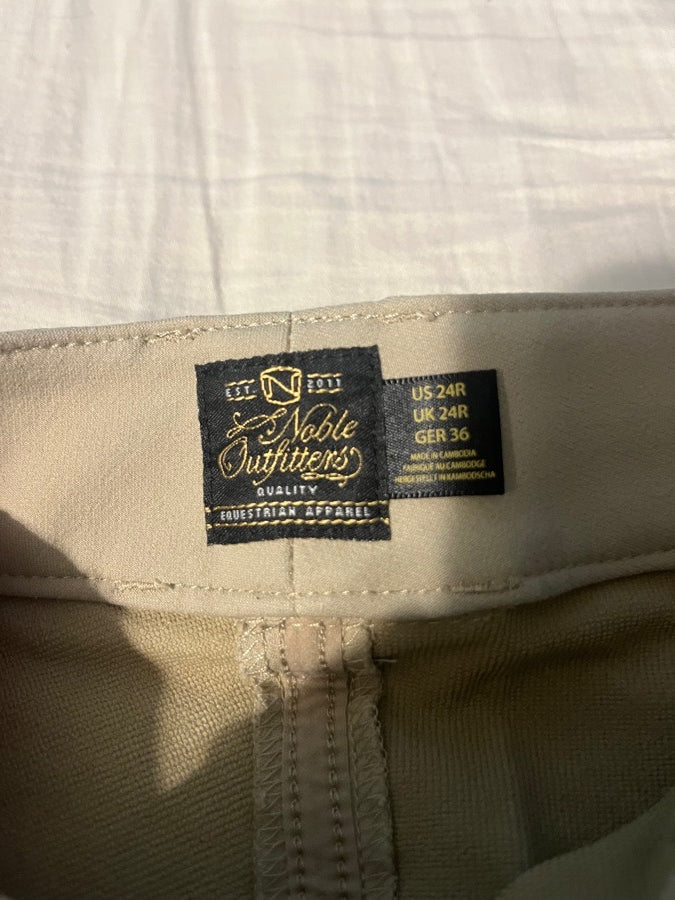 EST. N 2011
Noble
Outfitters
QUALITY
EQUESTRIAN APPAREL
US 24R
UK 24R
GER 36
MADE IN CAMBODIA
FABRIQUÉ AU CAMBODGE
HERGESTELLT IN KAMBODSCHA